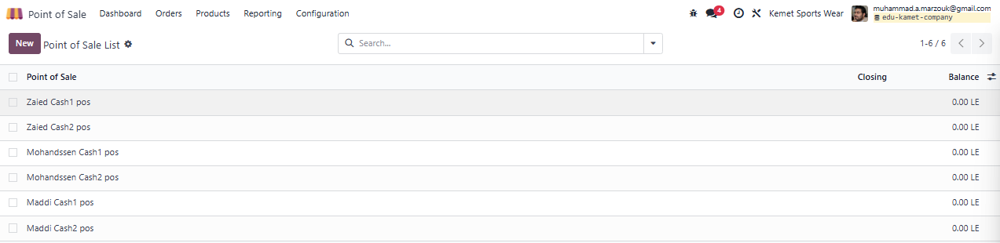 Point of Sale Dashboard Orders Products Reporting Configuration 4 Kemet Sports Wear muhammad.a.marzouk@gmail.com
edu-kamet-company
New Point of Sale List Search... 1-6 / 6
Point of Sale Closing Balance
Zaied Cash1 pos 0.00 LE
Zaied Cash2 pos 0.00 LE
Mohandssen Cash1 pos 0.00 LE
Mohandssen Cash2 pos 0.00 LE
Maddi Cash1 pos 0.00 LE
Maddi Cash2 pos 0.00 LE